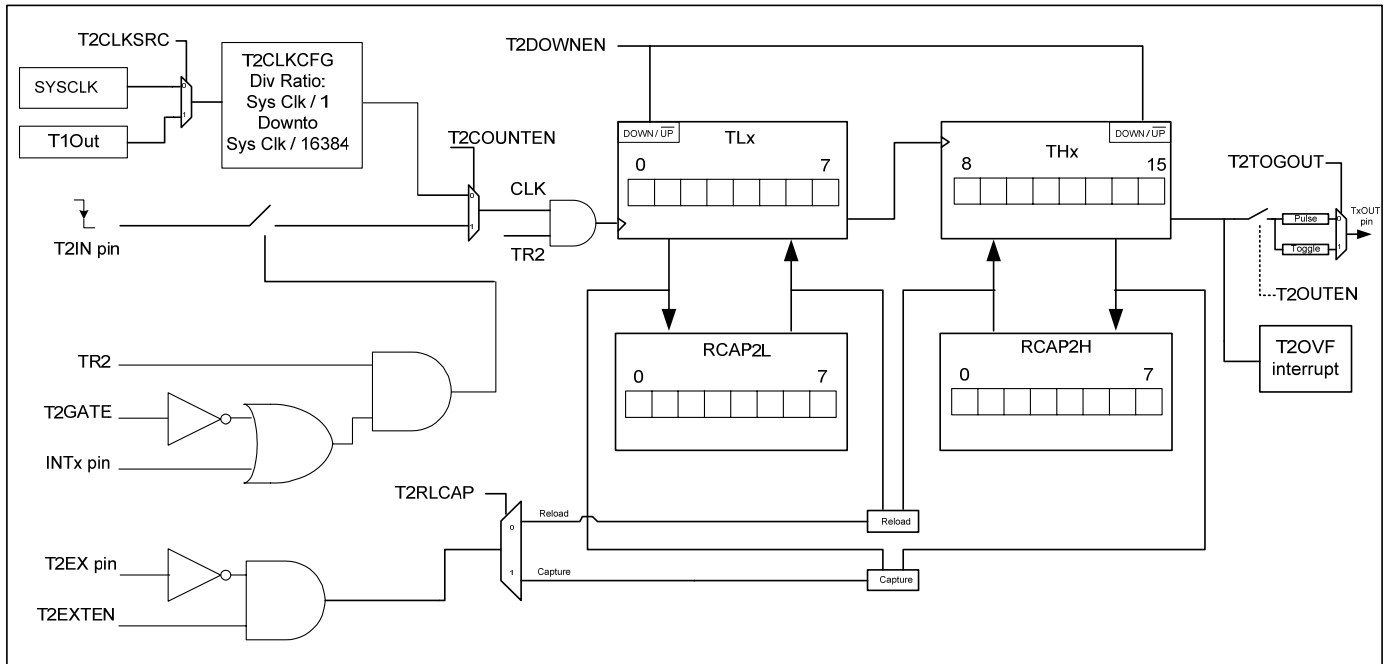 T2CLKSRC
SYSCLK
T1Out
0
1
T2CLKCFG
Div Ratio:
Sys Clk / 1
Downto
Sys Clk / 16384
T2COUNTEN
0
1
CLK
TR2
T2IN pin
T2DOWNEN
DOWN / UP
TLx
0 7
DOWN / UP
THx
8 15
T2TOGOUT
Pulse
Toggle
0
1
TxOUT
pin
T2OUTEN
T2OVF
interrupt
RCAP2L
0 7
RCAP2H
0 7
TR2
T2GATE
INTx pin
T2RLCAP
0
1
Reload
Capture
Reload
Capture
T2EX pin
T2EXTEN